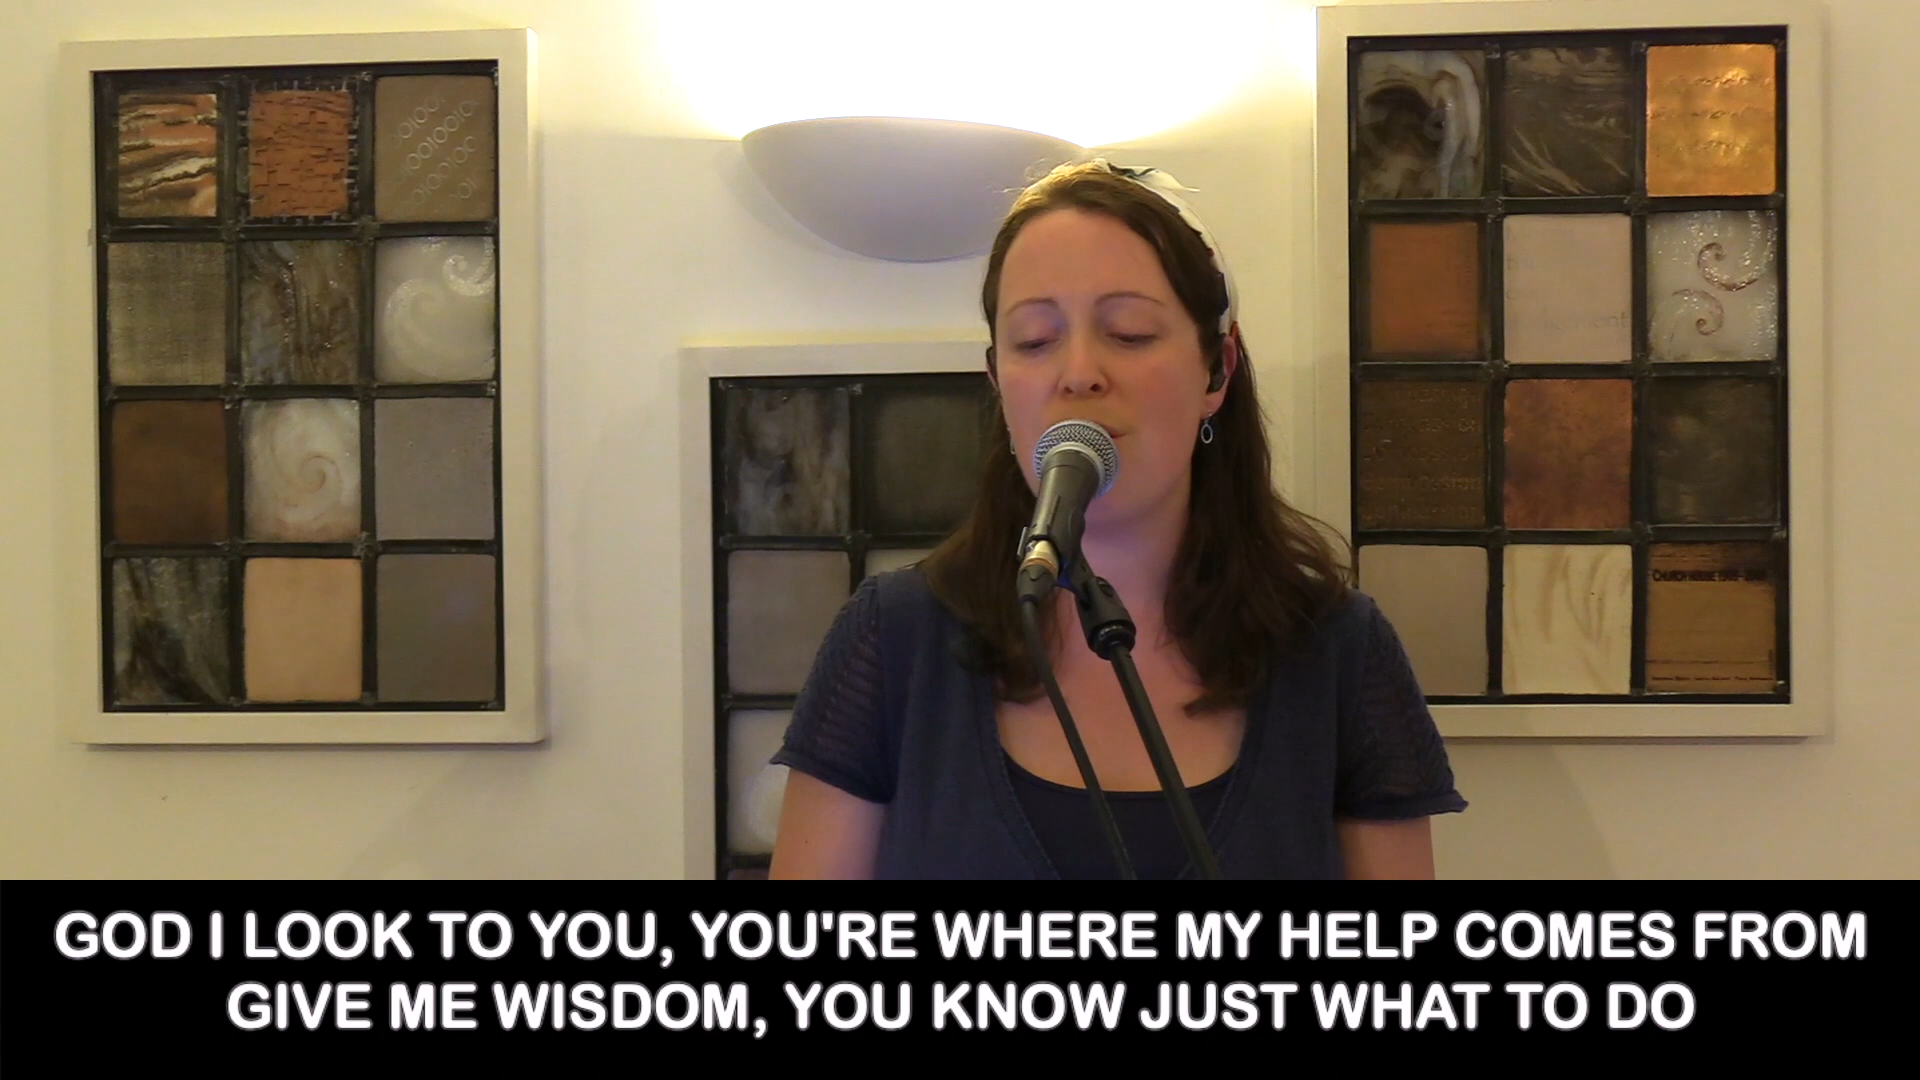 GOD I LOOK TO YOU, YOU'RE WHERE MY HELP COMES FROM
GIVE ME WISDOM, YOU KNOW JUST WHAT TO DO